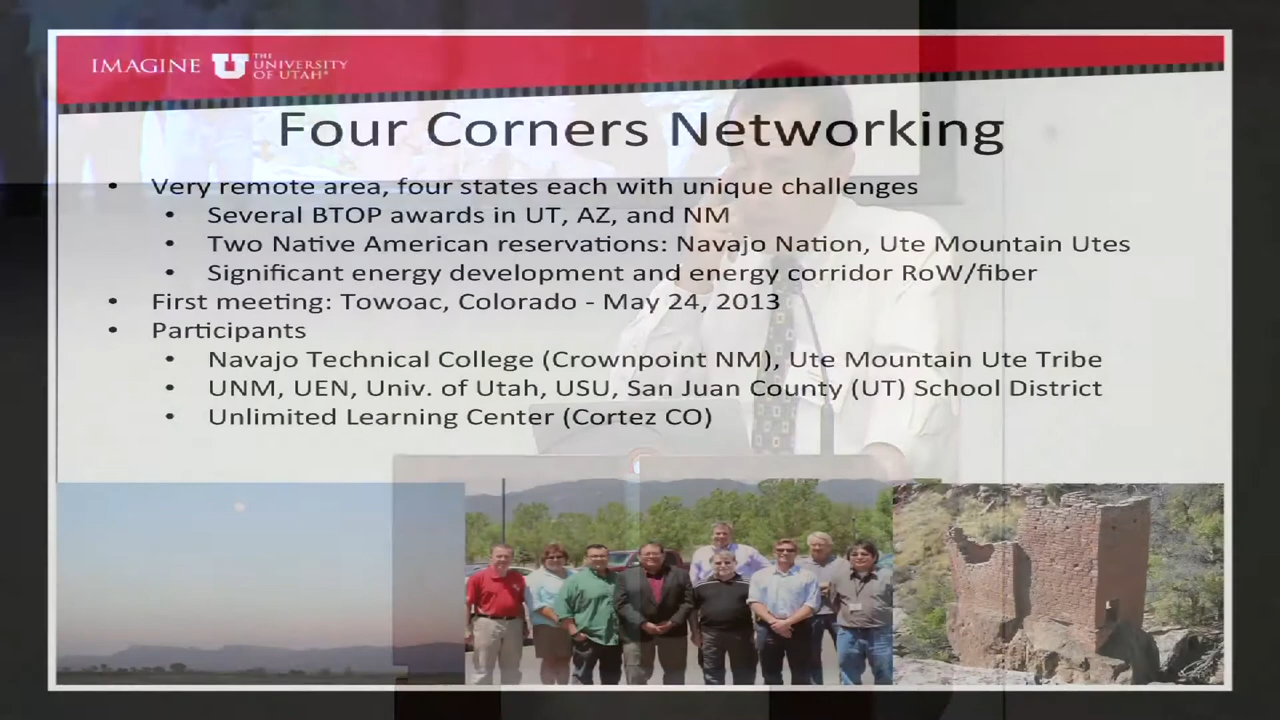 IMAGINE U THE UNIVERSITY OF UTAH®
Four Corners Networking
• Very remote area, four states each with unique challenges
• Several BTOP awards in UT, AZ, and NM
• Two Native American reservations: Navajo Nation, Ute Mountain Utes
• Significant energy development and energy corridor RoW/fiber
• First meeting: Towoac, Colorado - May 24, 2013
• Participants
• Navajo Technical College (Crownpoint NM), Ute Mountain Ute Tribe
• UNM, UEN, Univ. of Utah, USU, San Juan County (UT) School District
• Unlimited Learning Center (Cortez CO)